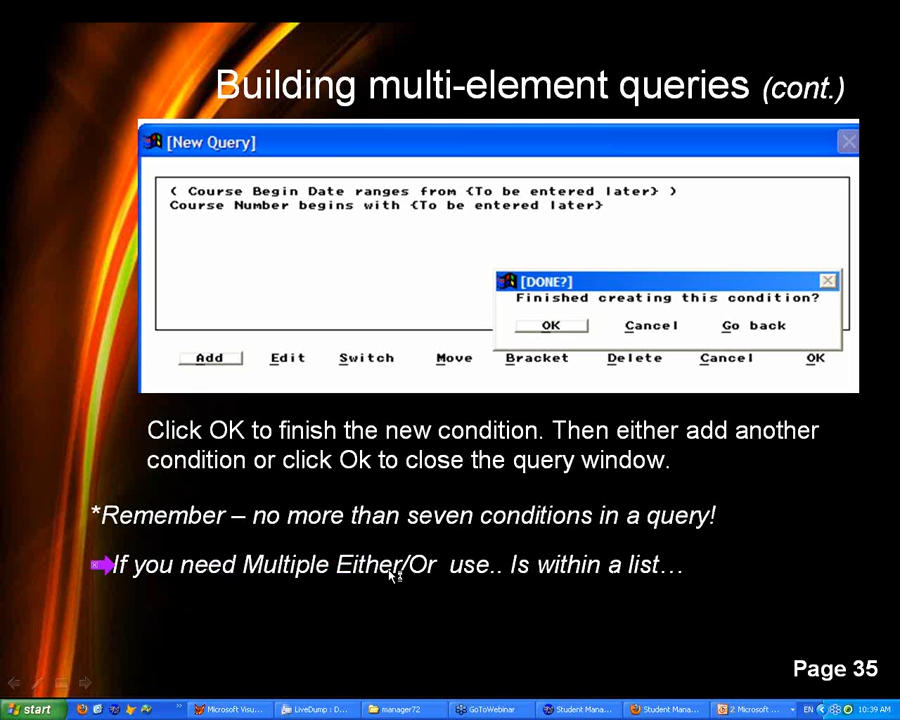 Building multi-element queries (cont.)
[New Query]
( Course Begin Date ranges from {To be entered later} )
Course Number begins with {To be entered later}
[DONE?]
Finished creating this condition?
OK Cancel Go back
Add Edit Switch Move Bracket Delete Cancel OK
Click OK to finish the new condition. Then either add another
condition or click Ok to close the query window.
*Remember – no more than seven conditions in a query!
If you need Multiple Either/Or use.. Is within a list…
Page 35
start Microsoft Visu... LiveDump : D... manager72 GoToWebinar Student Mana... Student Mana... 2 Microsoft ... EN 10:39 AM